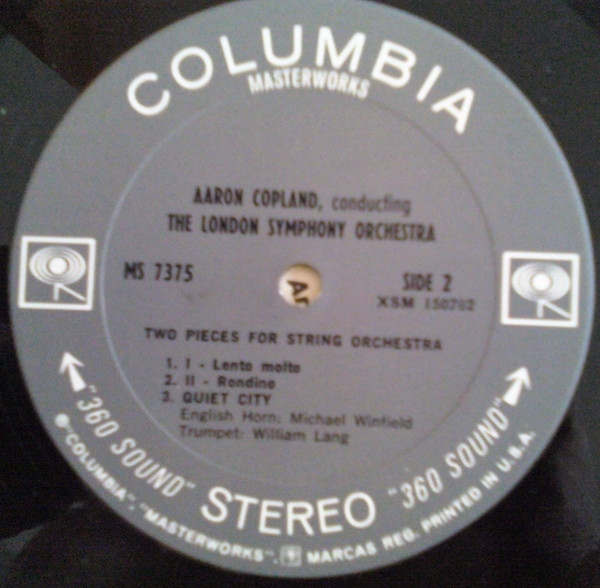 COLUMBIA
MASTERWORKS
AARON COPLAND, conducting
THE LONDON SYMPHONY ORCHESTRA
MS 7375
SIDE 2
XSM 150762
TWO PIECES FOR STRING ORCHESTRA
1. I - Lento molto
2. II - Rondino
3. QUIET CITY
English Horn: Michael Winfield
Trumpet: William Lang
"360 SOUND" STEREO "360 SOUND"
℗"COLUMBIA", "MASTERWORKS", MARCAS REG. PRINTED IN U.S.A.